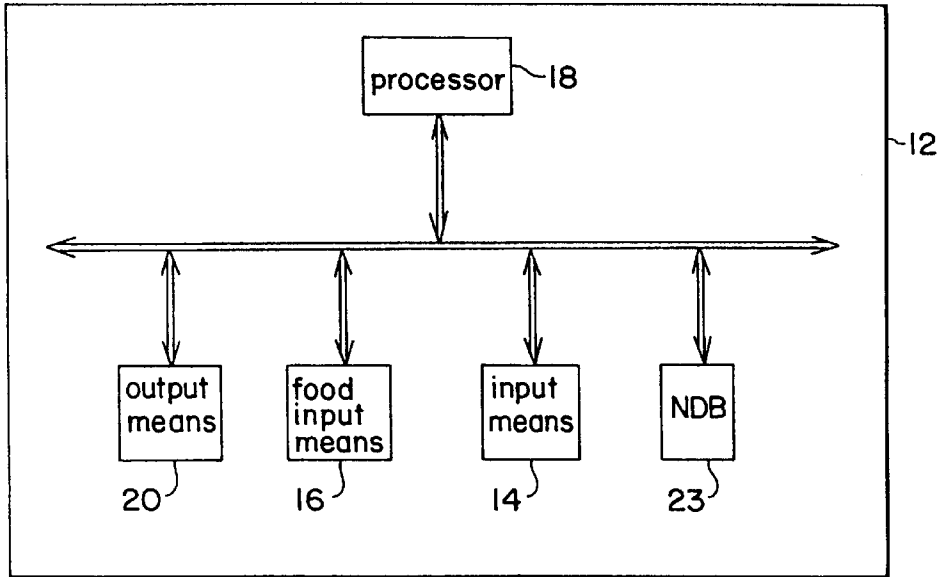 processor
18
12
output
means
food
input
means
input
means
NDB
20
16
14
23